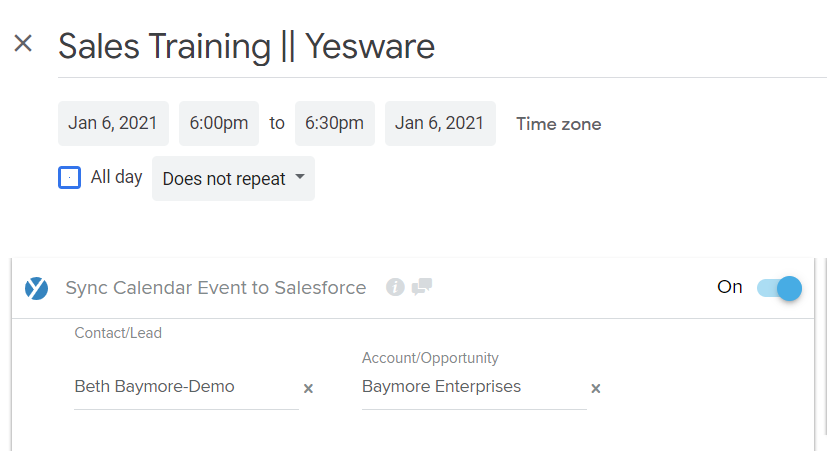 Sales Training || Yesware
Jan 6, 2021 6:00pm to 6:30pm Jan 6, 2021 Time zone
All day Does not repeat
Sync Calendar Event to Salesforce On
Contact/Lead
Account/Opportunity
Beth Baymore-Demo × Baymore Enterprises ×